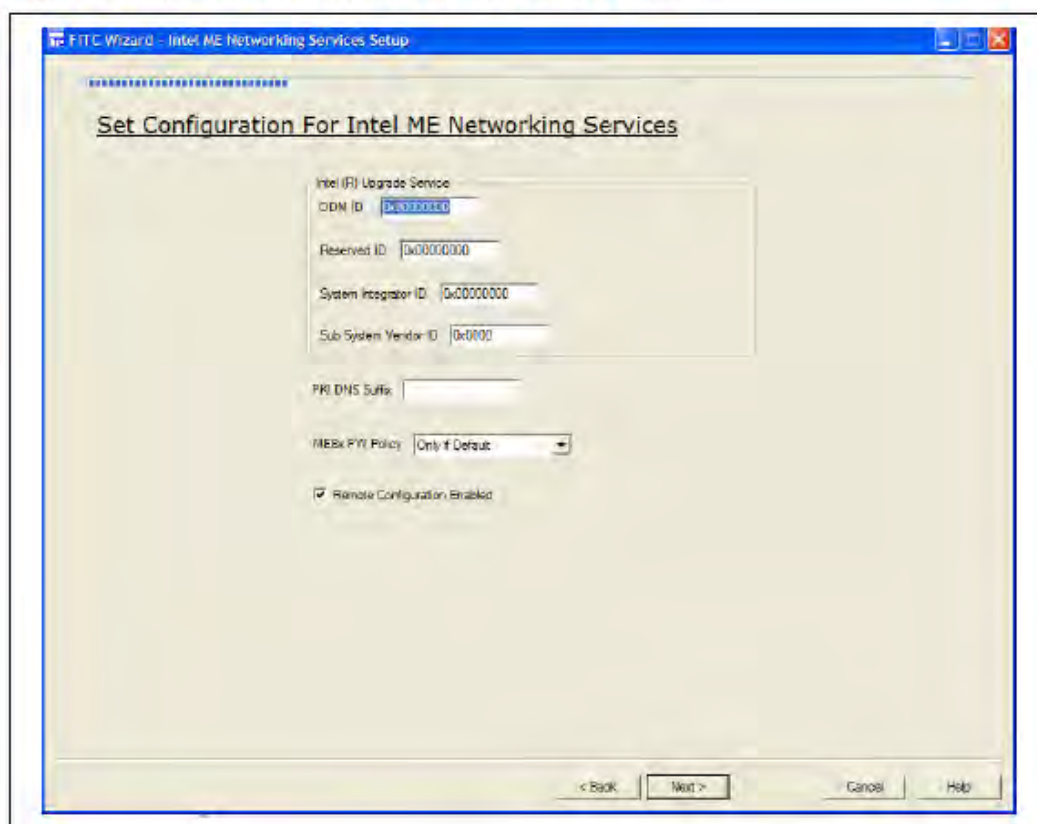 FITC Wizard - Intel ME Networking Services Setup
Set Configuration For Intel ME Networking Services
Intel (R) Upgrade Service
ODM ID 0x00000000
Reserved ID 0x00000000
System Integrator ID 0x00000000
Sub System Vendor ID 0x0000
PKI DNS Suffix
MEBx PW Policy Only if Default
Remote Configuration Enabled
< Back Next > Cancel Help